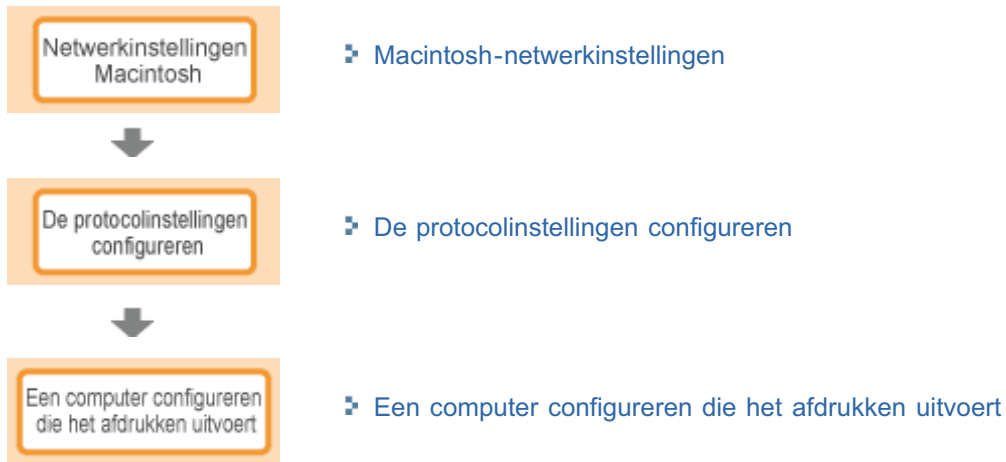 Netwerkinstellingen
Macintosh
Macintosh-netwerkinstellingen
De protocolinstellingen
configureren
De protocolinstellingen configureren
Een computer configureren
die het afdrukken uitvoert
Een computer configureren die het afdrukken uitvoert